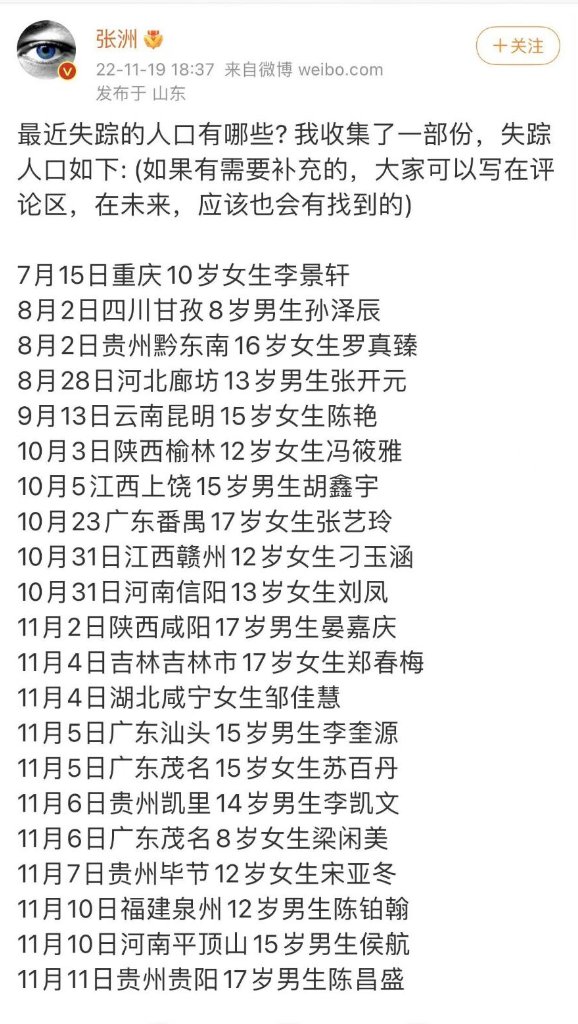 张洲
+关注
22-11-19 18:37 来自微博 weibo.com
发布于 山东
最近失踪的人口有哪些? 我收集了一部份，失踪
人口如下: (如果有需要补充的，大家可以写在评
论区，在未来，应该也会有找到的)
7月15日重庆10岁女生李景轩
8月2日四川甘孜8岁男生孙泽辰
8月2日贵州黔东南16岁女生罗真臻
8月28日河北廊坊13岁男生张开元
9月13日云南昆明15岁女生陈艳
10月3日陕西榆林12岁女生冯筱雅
10月5江西上饶15岁男生胡鑫宇
10月23广东番禺17岁女生张艺玲
10月31日江西赣州12岁女生刁玉涵
10月31日河南信阳13岁女生刘凤
11月2日陕西咸阳17岁男生晏嘉庆
11月4日吉林吉林市17岁女生郑春梅
11月4日湖北咸宁女生邹佳慧
11月5日广东汕头15岁男生李奎源
11月5日广东茂名15岁女生苏百丹
11月6日贵州凯里14岁男生李凯文
11月6日广东茂名8岁女生梁闲美
11月7日贵州毕节12岁女生宋亚冬
11月10日福建泉州12岁男生陈铂翰
11月10日河南平顶山15岁男生侯航
11月11日贵州贵阳17岁男生陈昌盛